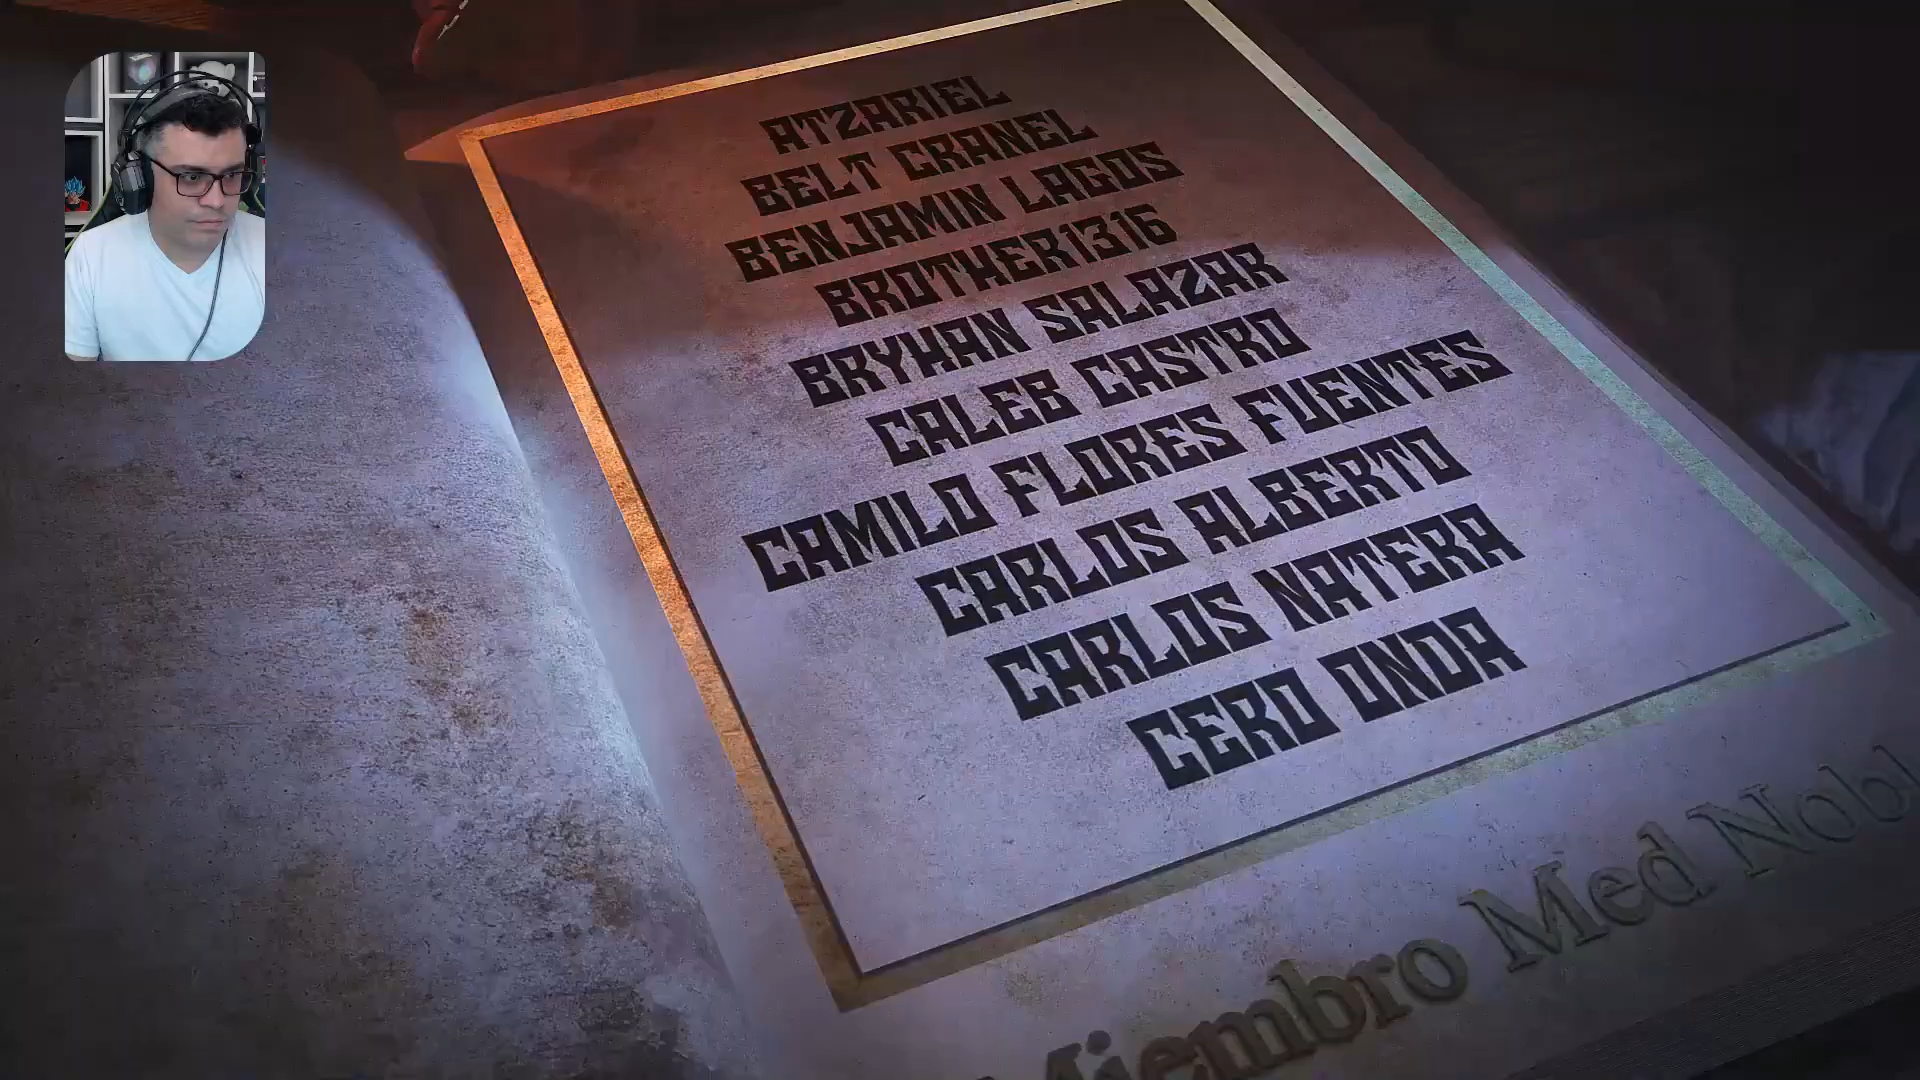 ATZARIEL
BELT CRANEL
BENJAMIN LAGOS
BROTHER1316
BRYHAN SALAZAR
CALEB CASTRO
CAMILO FLORES FUENTES
CARLOS ALBERTO
CARLOS NATERA
CERO ONDA
Miembro Med